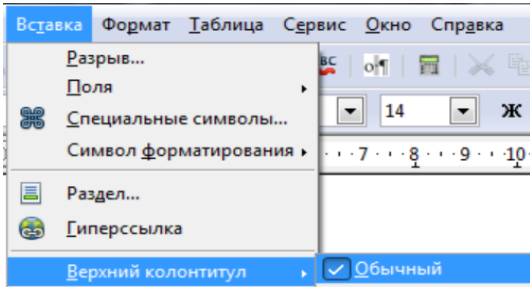 Вставка Формат Таблица Сервис Окно Справка
Разрыв...
Поля
Специальные символы...
14 Ж
Символ форматирования
7 8 9 10
Раздел...
Гиперссылка
Верхний колонтитул Обычный